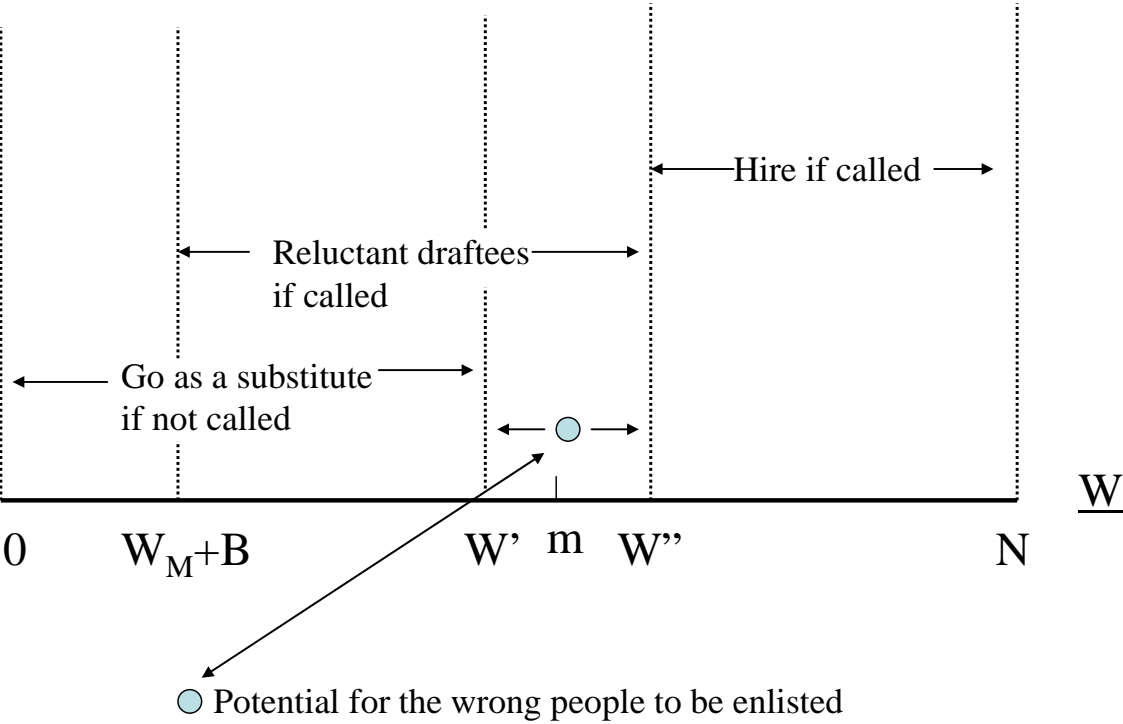 Hire if called
Reluctant draftees
if called
Go as a substitute
if not called
W
0 W_M+B W’ m W” N
Potential for the wrong people to be enlisted